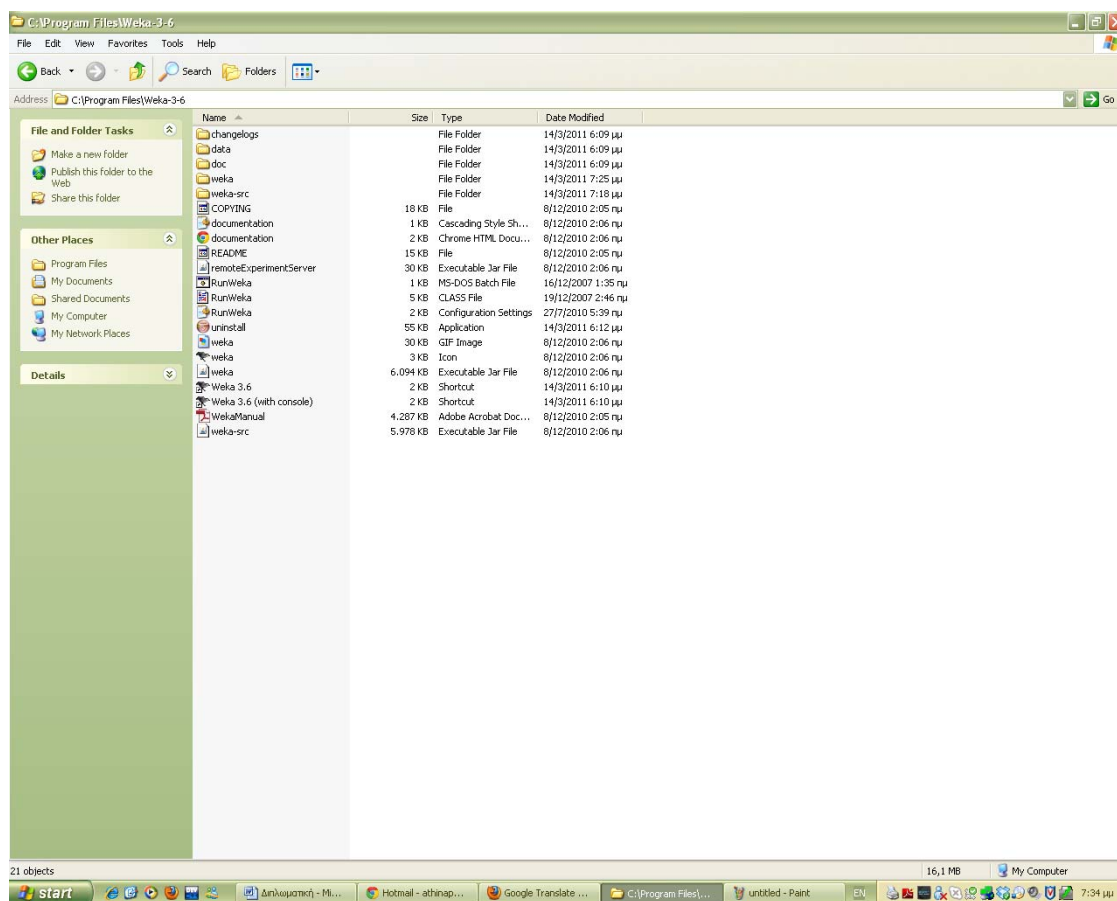 C:\Program Files\Weka-3-6
File Edit View Favorites Tools Help
Back Search Folders
Address C:\Program Files\Weka-3-6 Go
File and Folder Tasks
Make a new folder
Publish this folder to the
Web
Share this folder
Other Places
Program Files
My Documents
Shared Documents
My Computer
My Network Places
Details
Name Size Type Date Modified
changelogs File Folder 14/3/2011 6:09 μμ
data File Folder 14/3/2011 6:09 μμ
doc File Folder 14/3/2011 6:09 μμ
weka File Folder 14/3/2011 7:25 μμ
weka-src File Folder 14/3/2011 7:18 μμ
COPYING 18 KB File 8/12/2010 2:05 πμ
documentation 1 KB Cascading Style Sh... 8/12/2010 2:06 πμ
documentation 2 KB Chrome HTML Docu... 8/12/2010 2:06 πμ
README 15 KB File 8/12/2010 2:05 πμ
remoteExperimentServer 30 KB Executable Jar File 8/12/2010 2:06 πμ
RunWeka 1 KB MS-DOS Batch File 16/12/2007 1:35 πμ
RunWeka 5 KB CLASS File 19/12/2007 2:46 πμ
RunWeka 2 KB Configuration Settings 27/7/2010 5:39 πμ
uninstall 55 KB Application 14/3/2011 6:12 μμ
weka 30 KB GIF Image 8/12/2010 2:06 πμ
weka 3 KB Icon 8/12/2010 2:06 πμ
weka 6.094 KB Executable Jar File 8/12/2010 2:06 πμ
Weka 3.6 2 KB Shortcut 14/3/2011 6:10 μμ
Weka 3.6 (with console) 2 KB Shortcut 14/3/2011 6:10 μμ
WekaManual 4.287 KB Adobe Acrobat Doc... 8/12/2010 2:05 πμ
weka-src 5.978 KB Executable Jar File 8/12/2010 2:06 πμ
21 objects 16,1 MB My Computer
start Διπλωματική - Mi... Hotmail - athinap... Google Translate ... C:\Program Files\... untitled - Paint EN 7:34 μμ